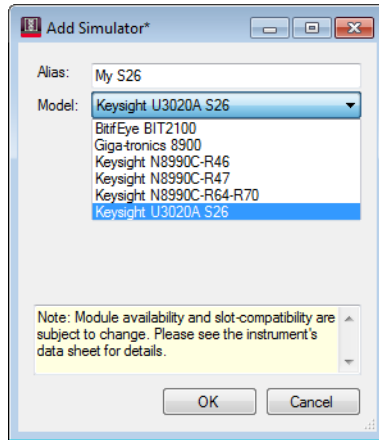 Add Simulator*
Alias: My S26
Model: Keysight U3020A S26
BitifEye BIT2100
Giga-tronics 8900
Keysight N8990C-R46
Keysight N8990C-R47
Keysight N8990C-R64-R70
Keysight U3020A S26
Note: Module availability and slot-compatibility are
subject to change. Please see the instrument's
data sheet for details.
OK Cancel